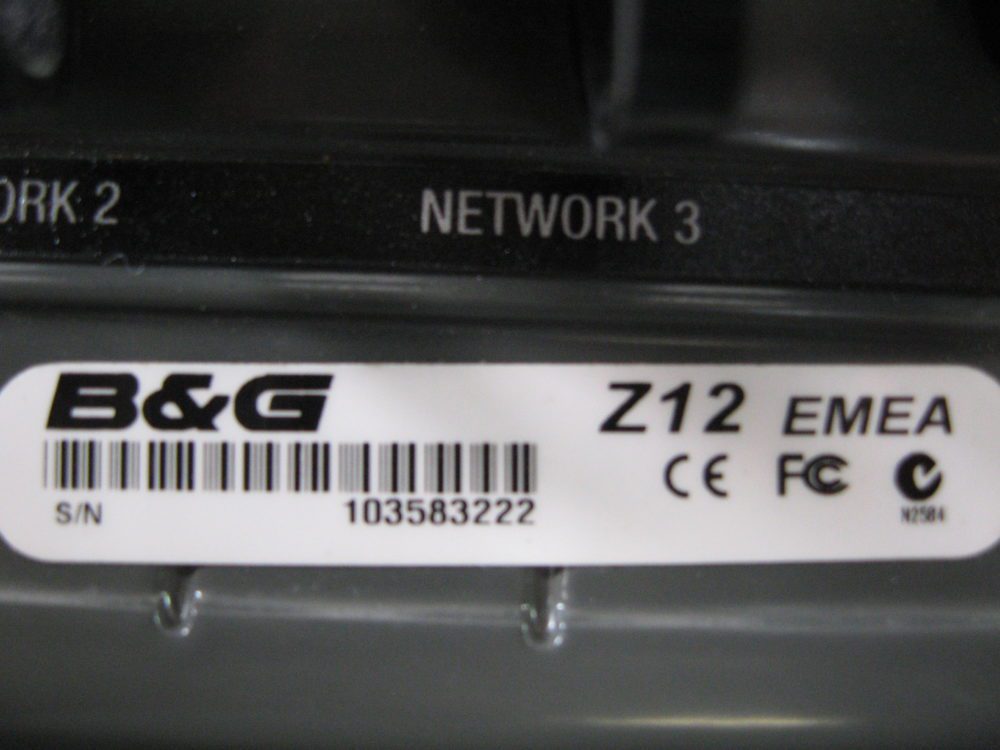 ORK 2 NETWORK 3
B&G Z12 EMEA
CE FC
S/N 103583222 N2584